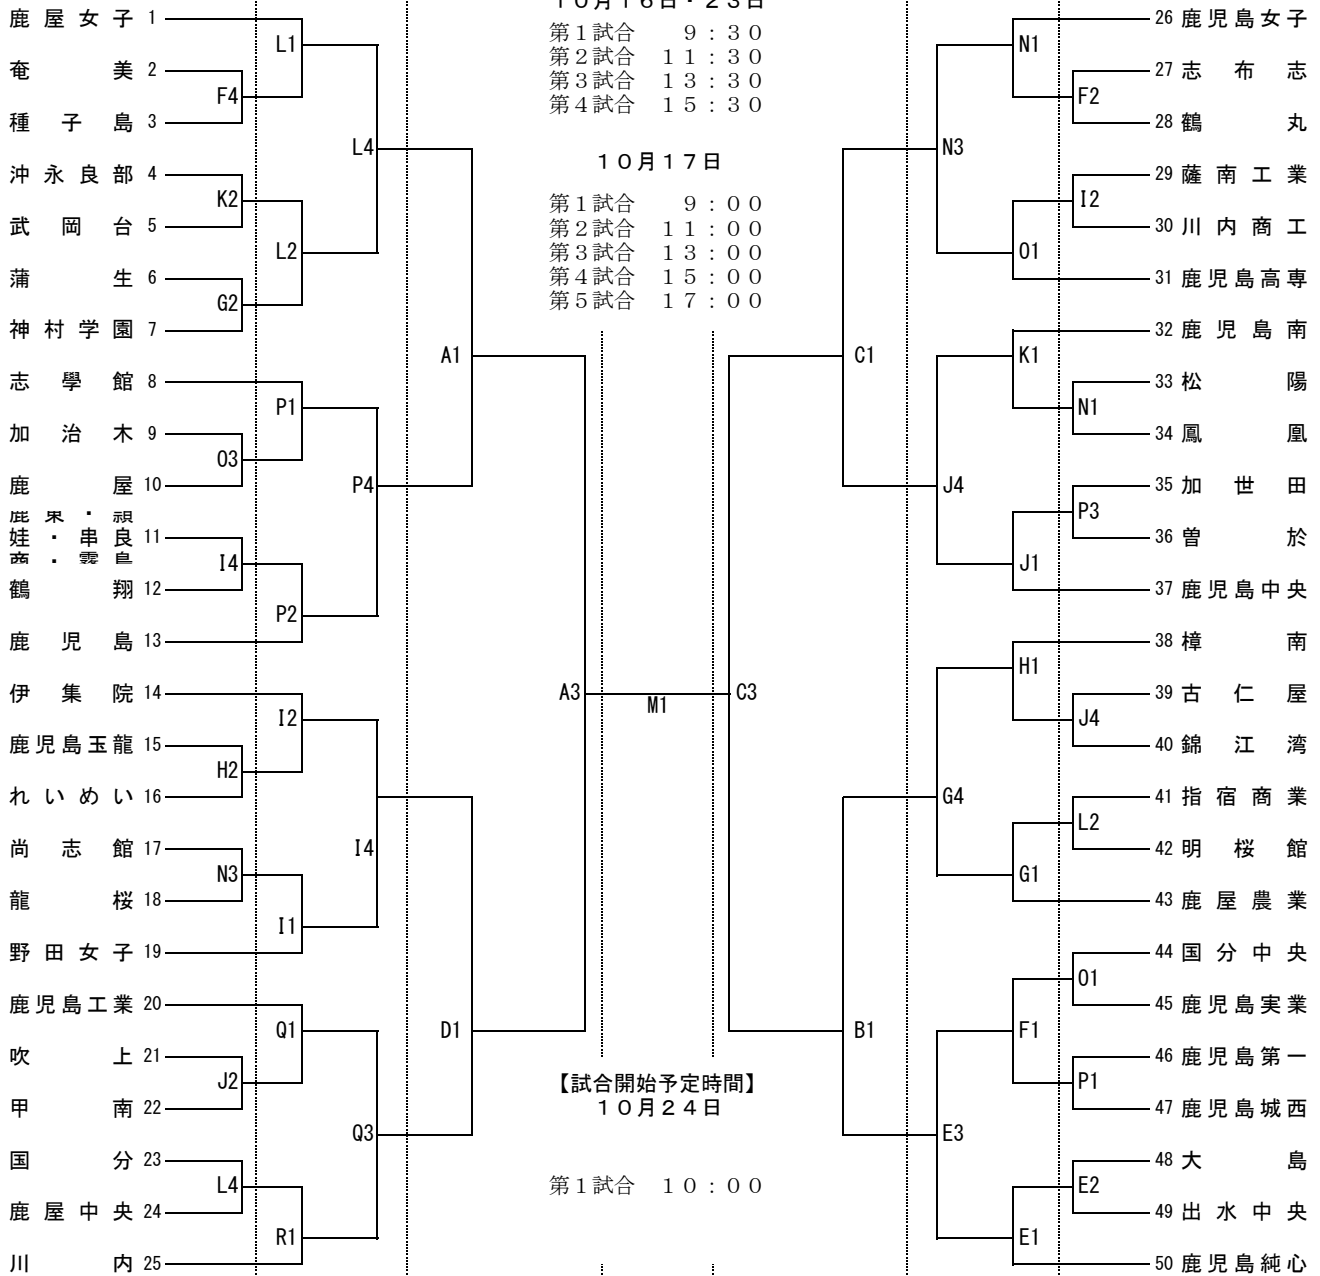 鹿屋女子 1
L1
奄美 2
F4
種子島 3
L4
沖永良部 4
K2
武岡台 5
L2
蒲生 6
G2
神村学園 7
A1
志學館 8
P1
加治木 9
O3
鹿屋 10
P4
鹿東・頴
娃・串良 11
商・霧島
I4
鶴翔 12
P2
鹿児島 13
A3
伊集院 14
I2
鹿児島玉龍 15
H2
れいめい 16
I4
尚志館 17
N3
龍桜 18
I1
野田女子 19
鹿児島工業 20
Q1
D1
吹上 21
J2
甲南 22
Q3
国分 23
L4
鹿屋中央 24
R1
川内 25
10月16日・23日
第1試合 9:30
第2試合 11:30
第3試合 13:30
第4試合 15:30
10月17日
第1試合 9:00
第2試合 11:00
第3試合 13:00
第4試合 15:00
第5試合 17:00
M1
【試合開始予定時間】
10月24日
第1試合 10:00
26 鹿児島女子
N1
27 志布志
F2
28 鶴丸
N3
29 薩南工業
I2
30 川内商工
O1
31 鹿児島高専
32 鹿児島南
C1
K1
33 松陽
N1
34 鳳凰
J4
35 加世田
P3
36 曽於
J1
37 鹿児島中央
38 樟南
H1
C3
39 古仁屋
J4
40 錦江湾
G4
41 指宿商業
L2
42 明桜館
G1
43 鹿屋農業
44 国分中央
O1
45 鹿児島実業
B1
F1
46 鹿児島第一
P1
47 鹿児島城西
E3
48 大島
E2
49 出水中央
E1
50 鹿児島純心